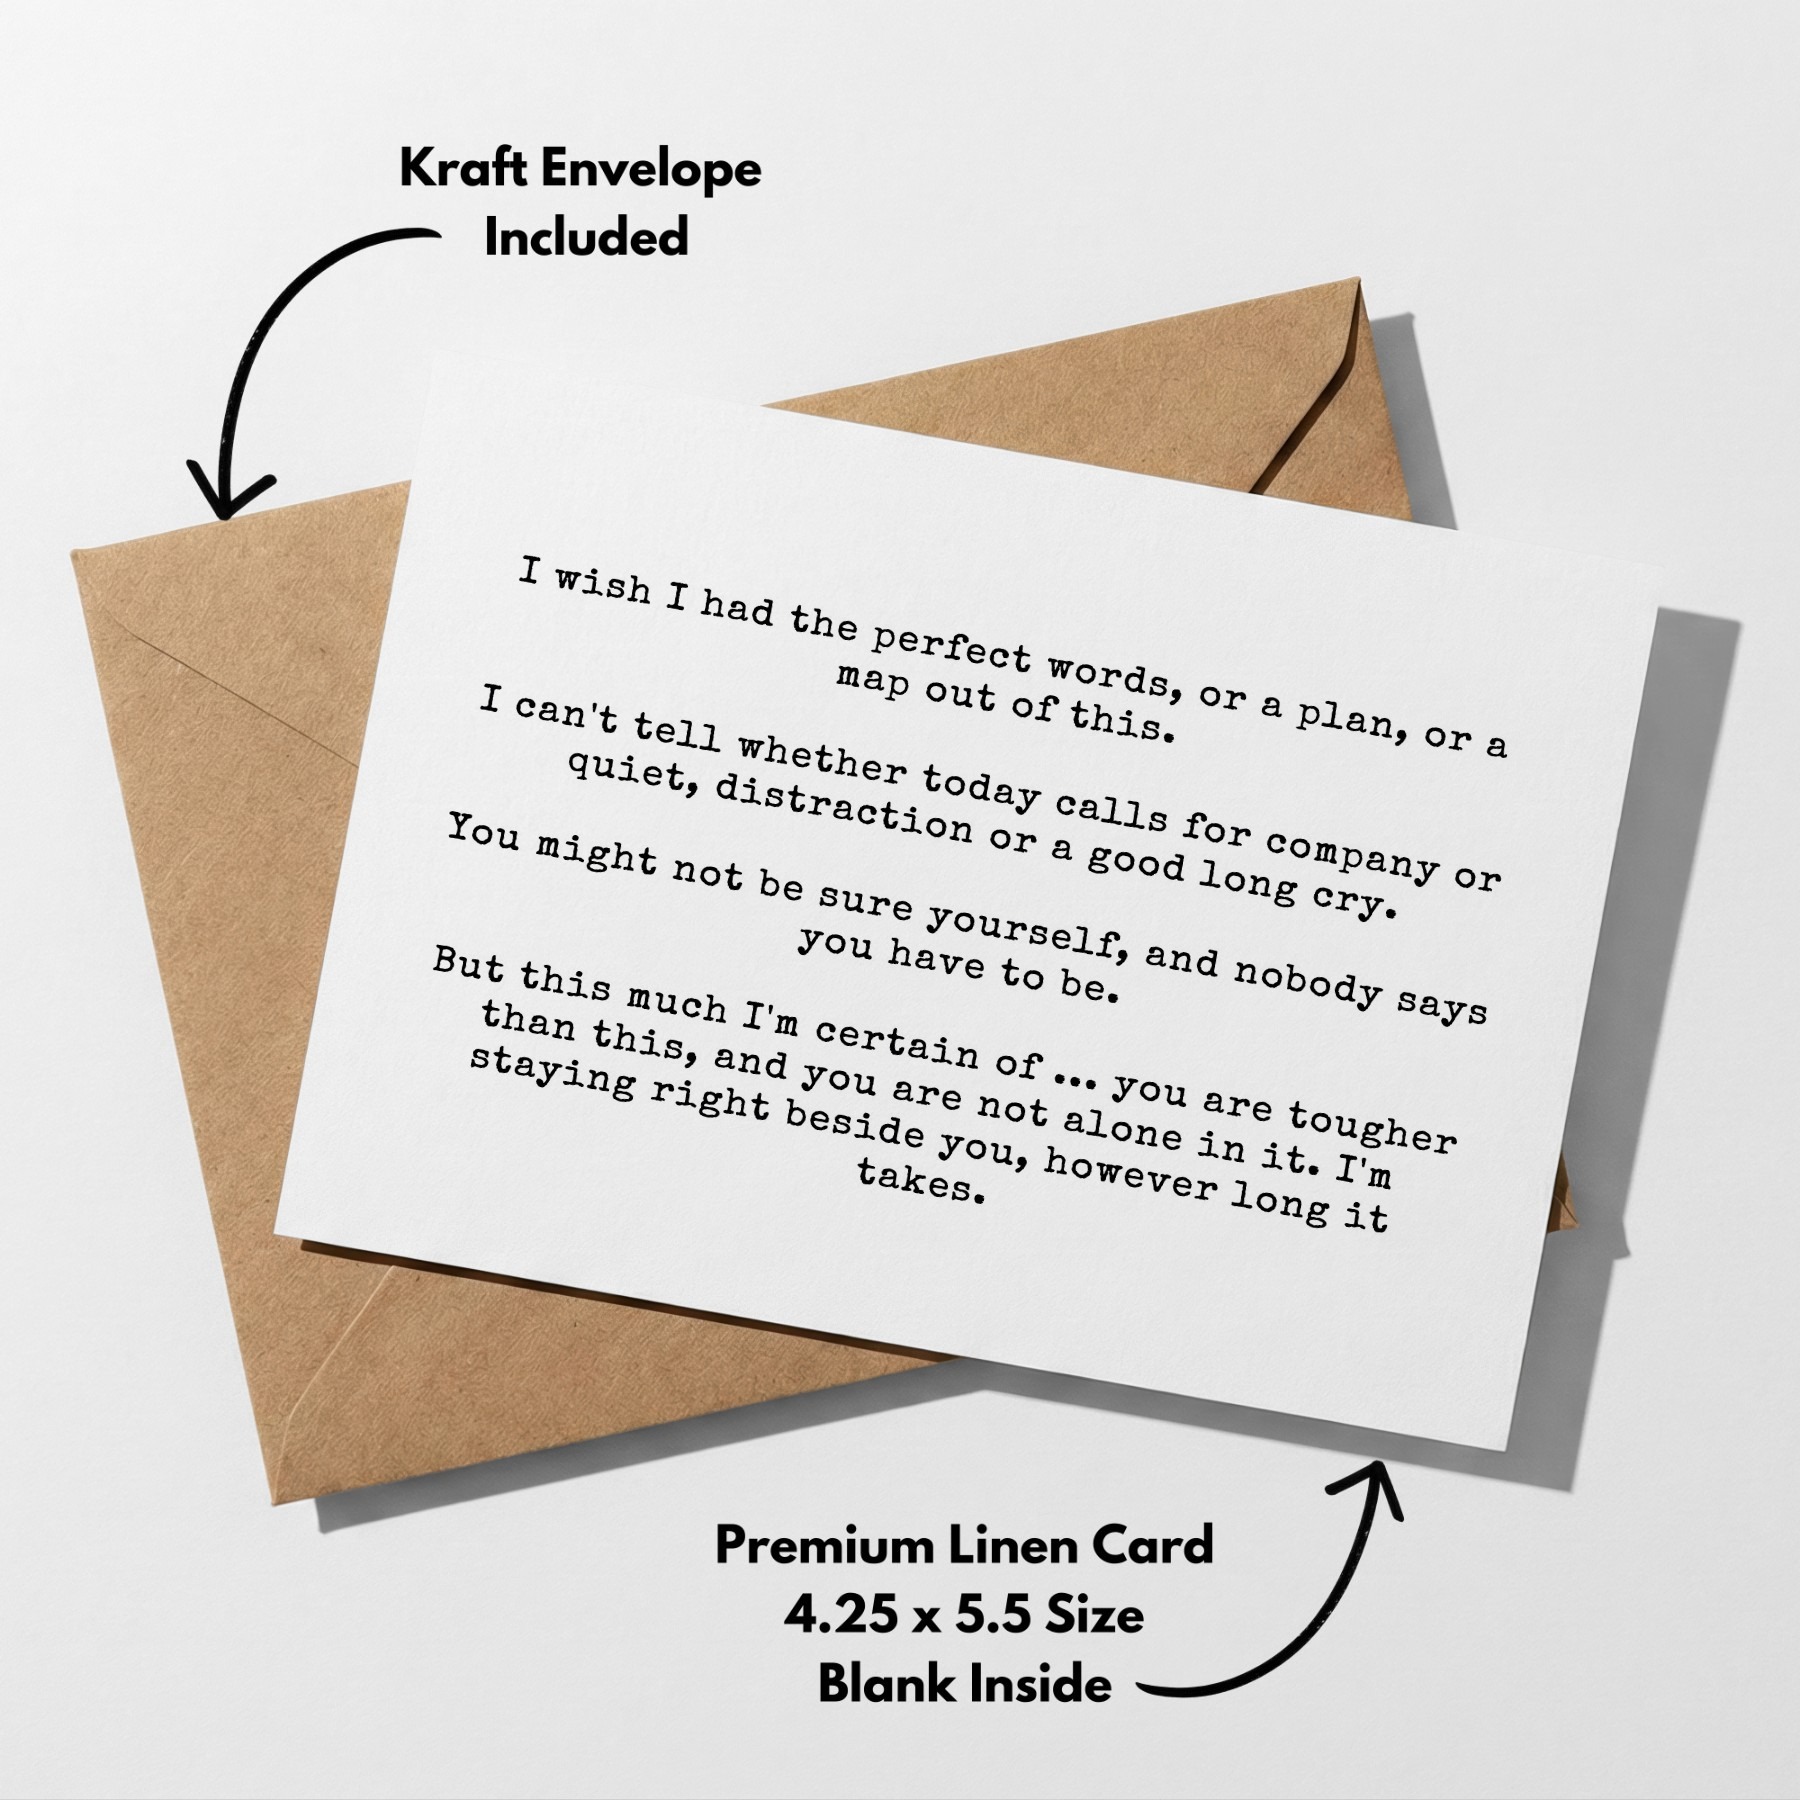 Kraft Envelope
Included
I wish I had the perfect words, or a plan, or a
map out of this.
I can't tell whether today calls for company or
quiet, distraction or a good long cry.
You might not be sure yourself, and nobody says
you have to be.
But this much I'm certain of ... you are tougher
than this, and you are not alone in it. I'm
staying right beside you, however long it
takes.
Premium Linen Card
4.25 x 5.5 Size
Blank Inside